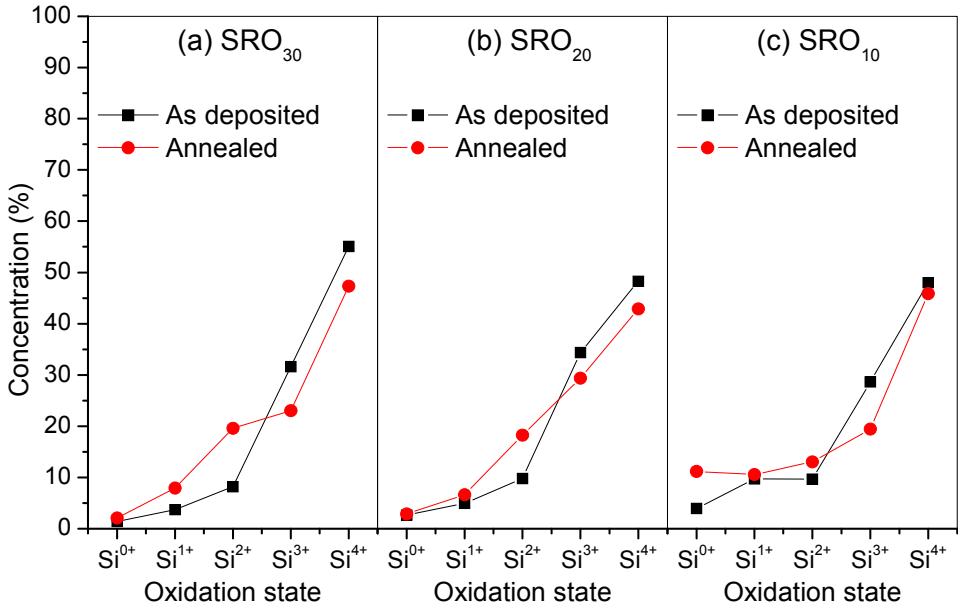 100
90
80
70
60
50
40
30
20
10
0
Concentration (%)
(a) SRO₃₀
As deposited
Annealed
Si⁰⁺ Si¹⁺ Si²⁺ Si³⁺ Si⁴⁺
Oxidation state
(b) SRO₂₀
As deposited
Annealed
Si⁰⁺ Si¹⁺ Si²⁺ Si³⁺ Si⁴⁺
Oxidation state
(c) SRO₁₀
As deposited
Annealed
Si⁰⁺ Si¹⁺ Si²⁺ Si³⁺ Si⁴⁺
Oxidation state